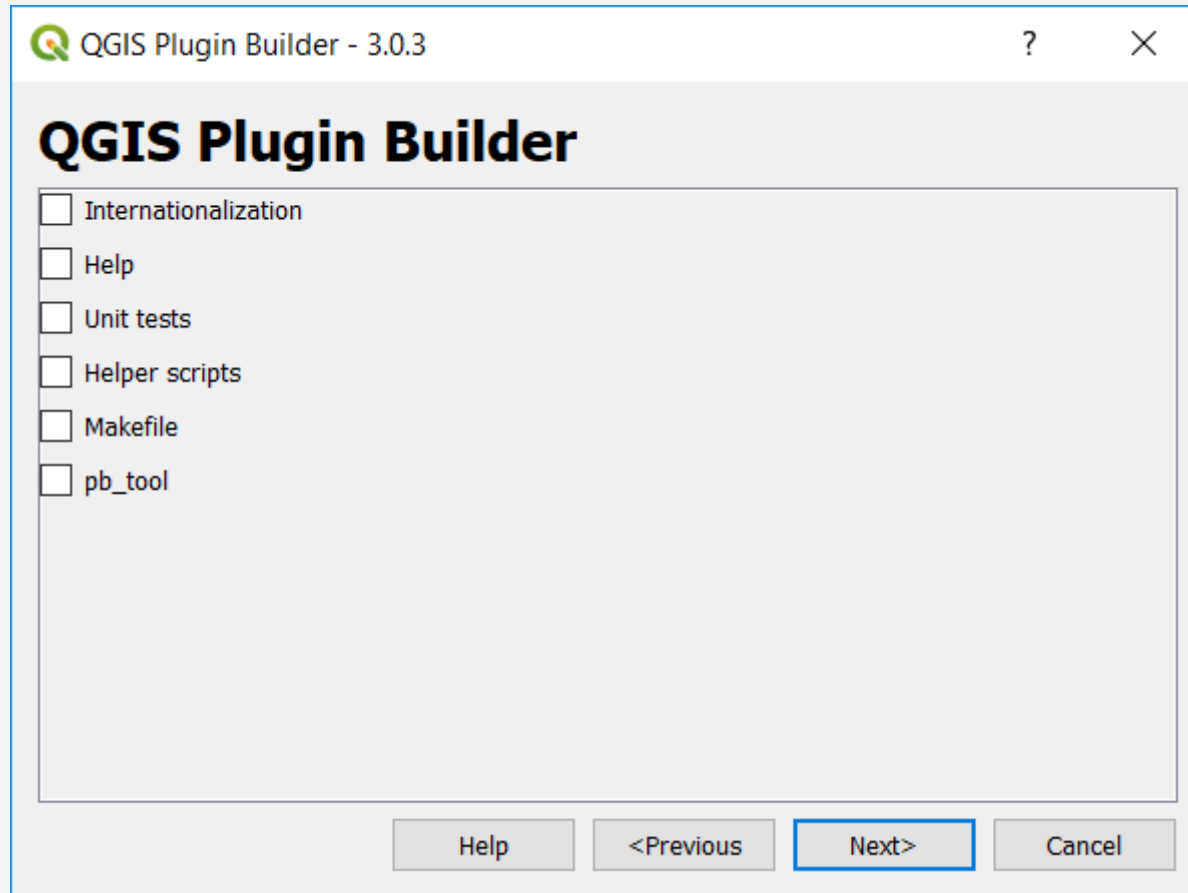 QGIS Plugin Builder - 3.0.3 ?
QGIS Plugin Builder
Internationalization
Help
Unit tests
Helper scripts
Makefile
pb_tool
Help <Previous Next> Cancel